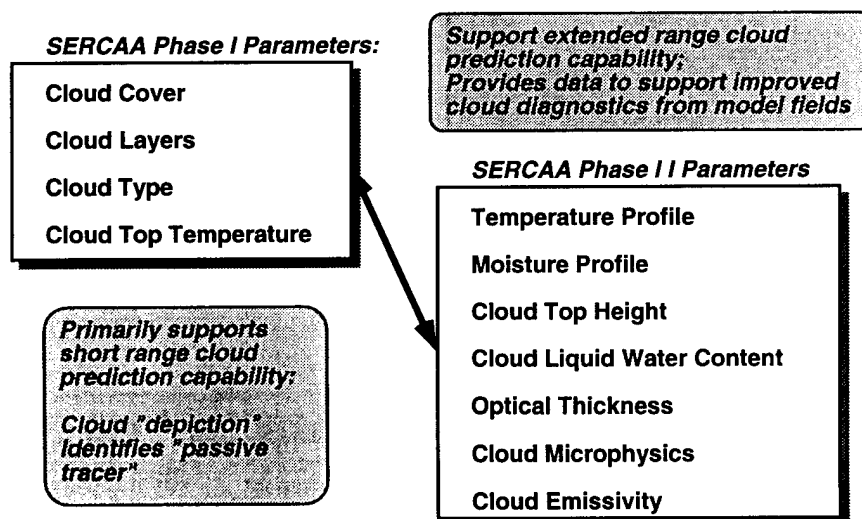 SERCAA Phase I Parameters:
Cloud Cover
Cloud Layers
Cloud Type
Cloud Top Temperature
Primarily supports
short range cloud
prediction capability:
Cloud "depiction"
Identifies "passive
tracer"
Support extended range cloud
prediction capability;
Provides data to support improved
cloud diagnostics from model fields
SERCAA Phase I I Parameters
Temperature Profile
Moisture Profile
Cloud Top Height
Cloud Liquid Water Content
Optical Thickness
Cloud Microphysics
Cloud Emissivity